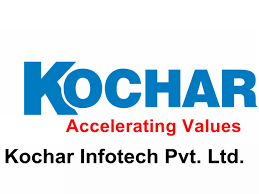 KOCHAR
Accelerating Values
Kochar Infotech Pvt. Ltd.